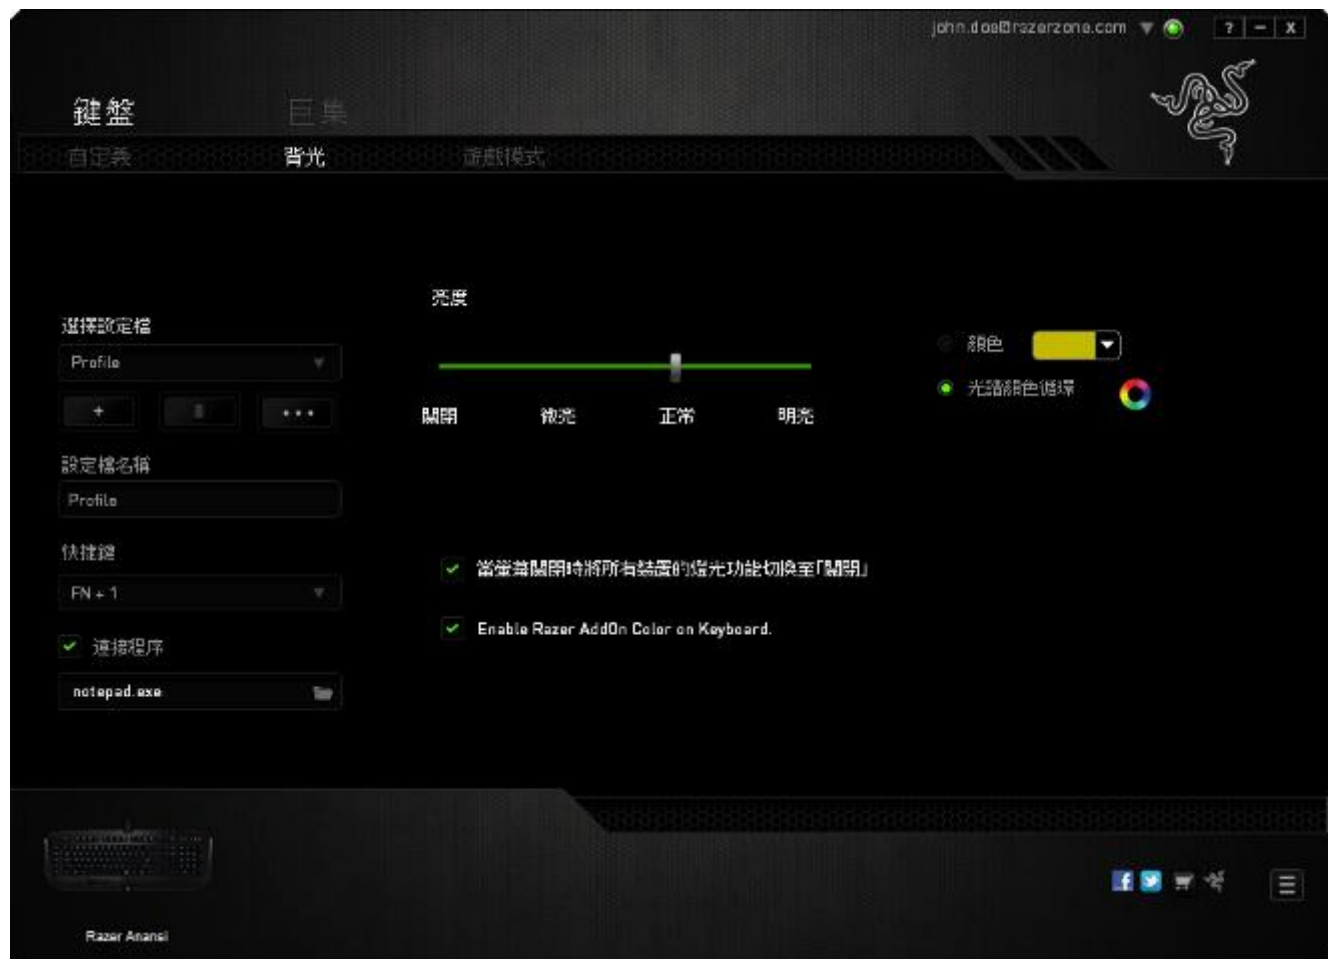 john.doe@razerzone.com
? – X
鍵盤
巨集
自定義
背光
遊戲模式
亮度
選擇設定檔
Profile
顏色
光譜顏色循環
關閉
微亮
正常
明亮
設定檔名稱
Profile
快捷鍵
FN + 1
當螢幕關閉時將所有裝置的燈光功能切換至「關閉」
Enable Razer AddOn Color on Keyboard.
連接程序
notepad.exe
Razer Anansi